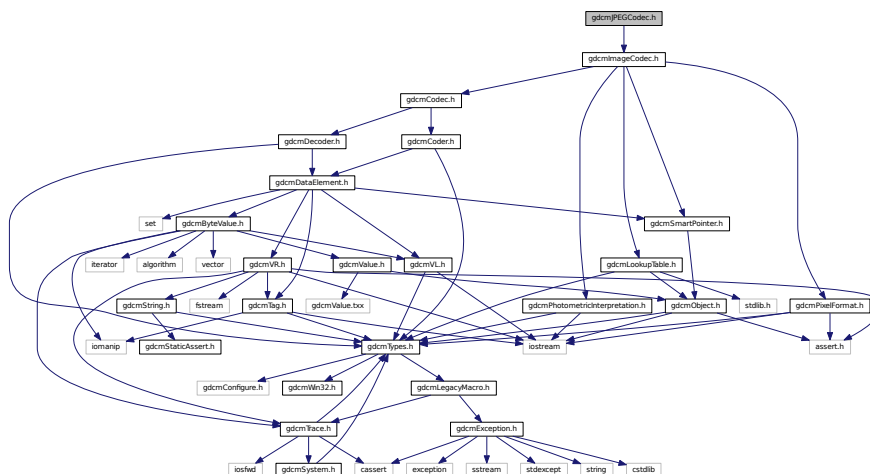 gdcmJPEGCodec.h
gdcmImageCodec.h
gdcmCodec.h
gdcmDecoder.h
gdcmCoder.h
gdcmDataElement.h
set
gdcmByteValue.h
gdcmSmartPointer.h
iterator
algorithm
vector
gdcmVR.h
gdcmValue.h
gdcmVL.h
gdcmLookupTable.h
gdcmString.h
fstream
gdcmTag.h
gdcmValue.txx
gdcmPhotometricInterpretation.h
gdcmObject.h
stdlib.h
gdcmPixelFormat.h
iomanip
gdcmStaticAssert.h
gdcmTypes.h
iostream
assert.h
gdcmConfigure.h
gdcmWin32.h
gdcmLegacyMacro.h
gdcmTrace.h
gdcmException.h
iosfwd
gdcmSystem.h
cassert
exception
sstream
stdexcept
string
cstdlib